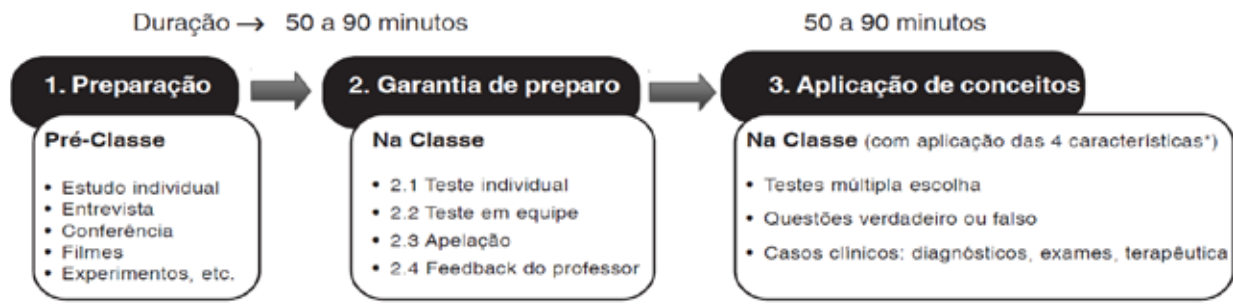 Duração → 50 a 90 minutos
50 a 90 minutos
1. Preparação
Pré-Classe
• Estudo individual
• Entrevista
• Conferência
• Filmes
• Experimentos, etc.
2. Garantia de preparo
Na Classe
• 2.1 Teste individual
• 2.2 Teste em equipe
• 2.3 Apelação
• 2.4 Feedback do professor
3. Aplicação de conceitos
Na Classe (com aplicação das 4 características*)
• Testes múltipla escolha
• Questões verdadeiro ou falso
• Casos clínicos: diagnósticos, exames, terapêutica